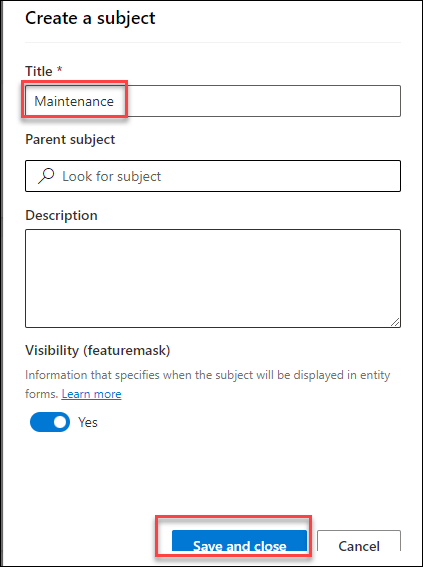 Create a subject
Title *
Maintenance
Parent subject
Look for subject
Description
Visibility (featuremask)
Information that specifies when the subject will be displayed in entity
forms. Learn more
Yes
Save and close
Cancel